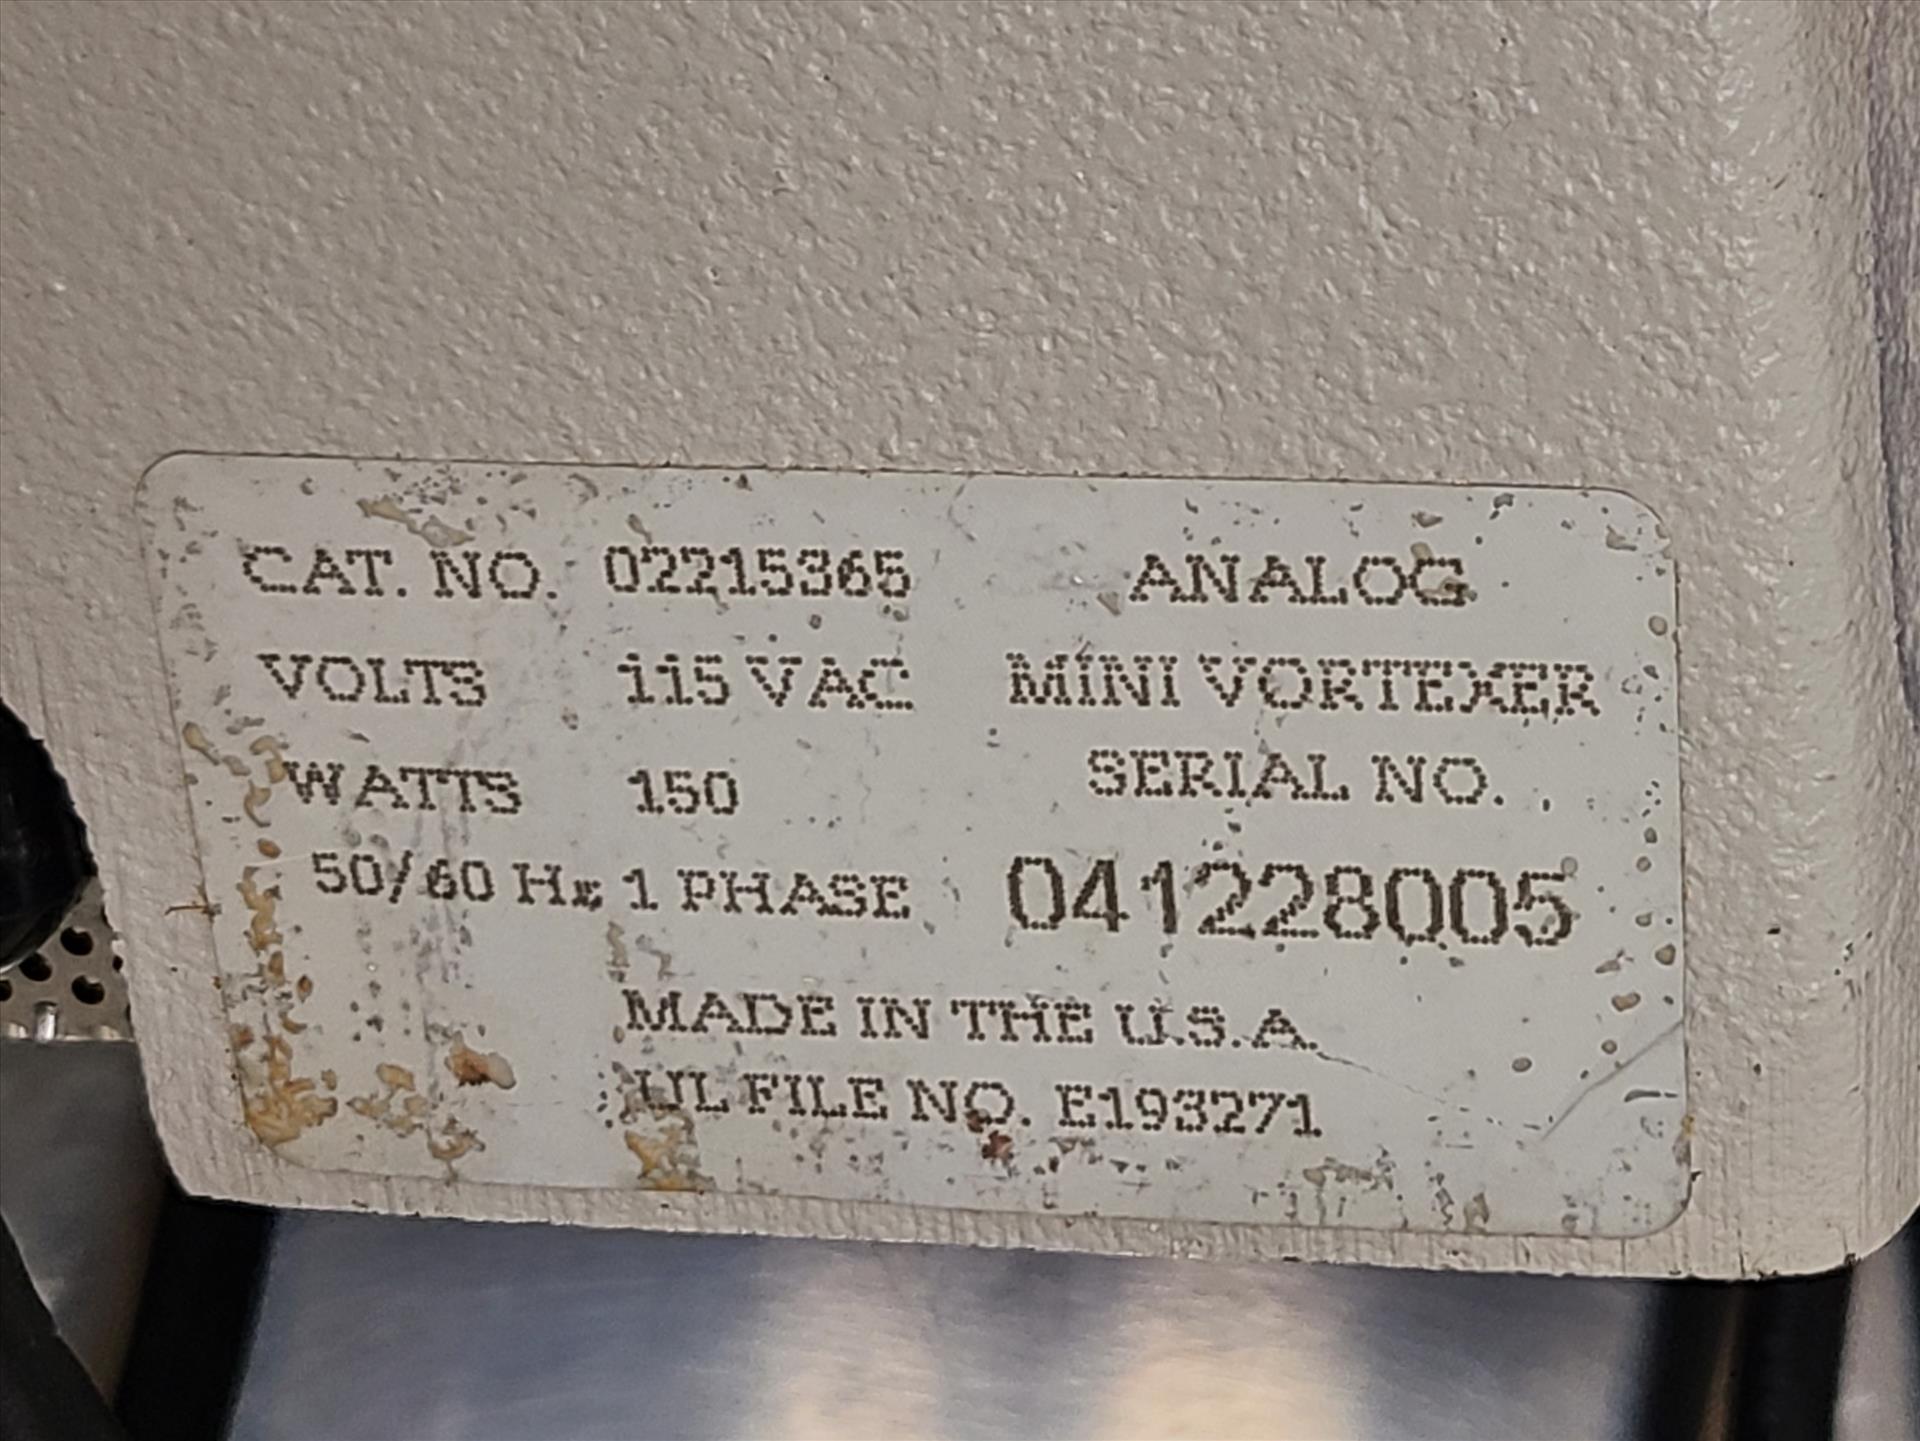 CAT. NO. 02215365 ANALOG
VOLTS 115 VAC MINI VORTEXER
WATTS 150 SERIAL NO.
50/60 Hz 1 PHASE 041228005
MADE IN THE U.S.A.
UL FILE NO. E193271